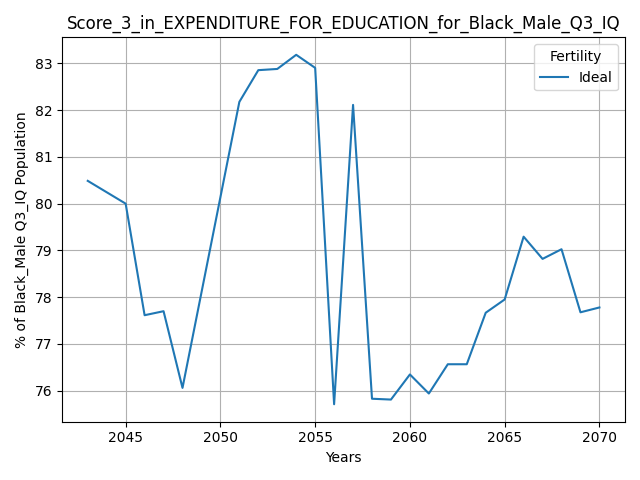 Score_3_in_EXPENDITURE_FOR_EDUCATION_for_Black_Male_Q3_IQ
Fertility
Ideal
% of Black_Male Q3_IQ Population
83
82
81
80
79
78
77
76
2045 2050 2055 2060 2065 2070
Years